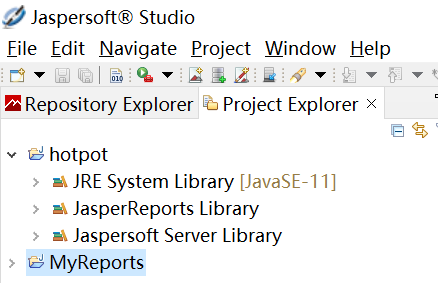 Jaspersoft® Studio
File Edit Navigate Project Window Help
Repository Explorer Project Explorer
hotpot
JRE System Library [JavaSE-11]
JasperReports Library
Jaspersoft Server Library
MyReports